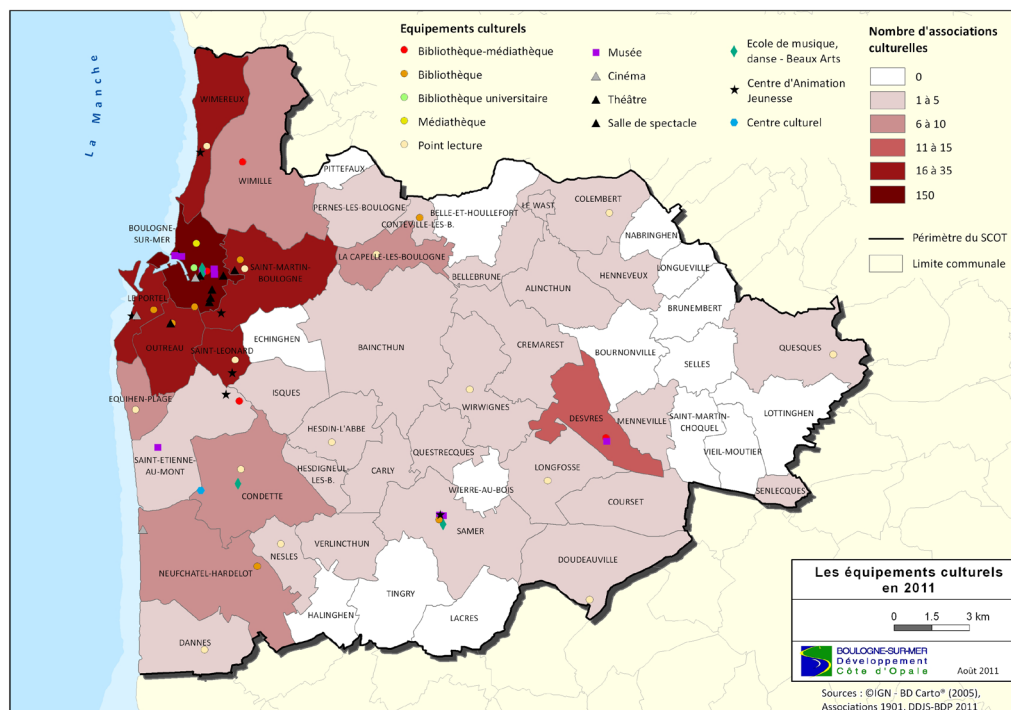 La Manche
Equipements culturels
Bibliothèque-médiathèque
Bibliothèque
Bibliothèque universitaire
Médiathèque
Point lecture
Musée
Cinéma
Théâtre
Salle de spectacle
Ecole de musique,
danse - Beaux Arts
Centre d'Animation
Jeunesse
Centre culturel
Nombre d'associations
culturelles
0
1 à 5
6 à 10
11 à 15
16 à 35
150
Périmètre du SCOT
Limite communale
WIMEREUX
WIMILLE
PITTEFAUX
PERNES-LES-BOULOGNE
CONTEVILLE-LES-B.
BELLE-ET-HOULLEFORT
LE WAST
COLEMBERT
NABRINGHEN
BOULOGNE-
SUR-MER
SAINT-MARTIN-
BOULOGNE
LA CAPELLE-LES-BOULOGNE
BELLEBRUNE
ALINCTHUN
HENNEVEUX
LONGUEVILLE
BRUNEMBERT
LE PORTEL
OUTREAU
SAINT-LEONARD
ECHINGHEN
BAINCTHUN
CREMAREST
BOURNONVILLE
SELLES
QUESQUES
EQUIHEN-PLAGE
ISQUES
WIRWIGNES
DESVRES
MENNEVILLE
SAINT-MARTIN-
CHOQUEL
LOTTINGHEN
VIEIL-MOUTIER
SAINT-ETIENNE-
AU-MONT
HESDIN-L'ABBE
HESDIGNEUL-
LES-B.
CARLY
QUESTRECQUES
WIERRE-AU-BOIS
LONGFOSSE
COURSET
SENLECQUES
CONDETTE
SAMER
NESLES
VERLINCTHUN
DOUDEAUVILLE
NEUFCHATEL-HARDELOT
HALINGHEN
TINGRY
LACRES
DANNES
Les équipements culturels
en 2011
0 1.5 3 km
BOULOGNE-SUR-MER
Développement
Côte d'Opale
Août 2011
Sources : ©IGN - BD Carto® (2005),
Associations 1901, DDJS-BDP 2011